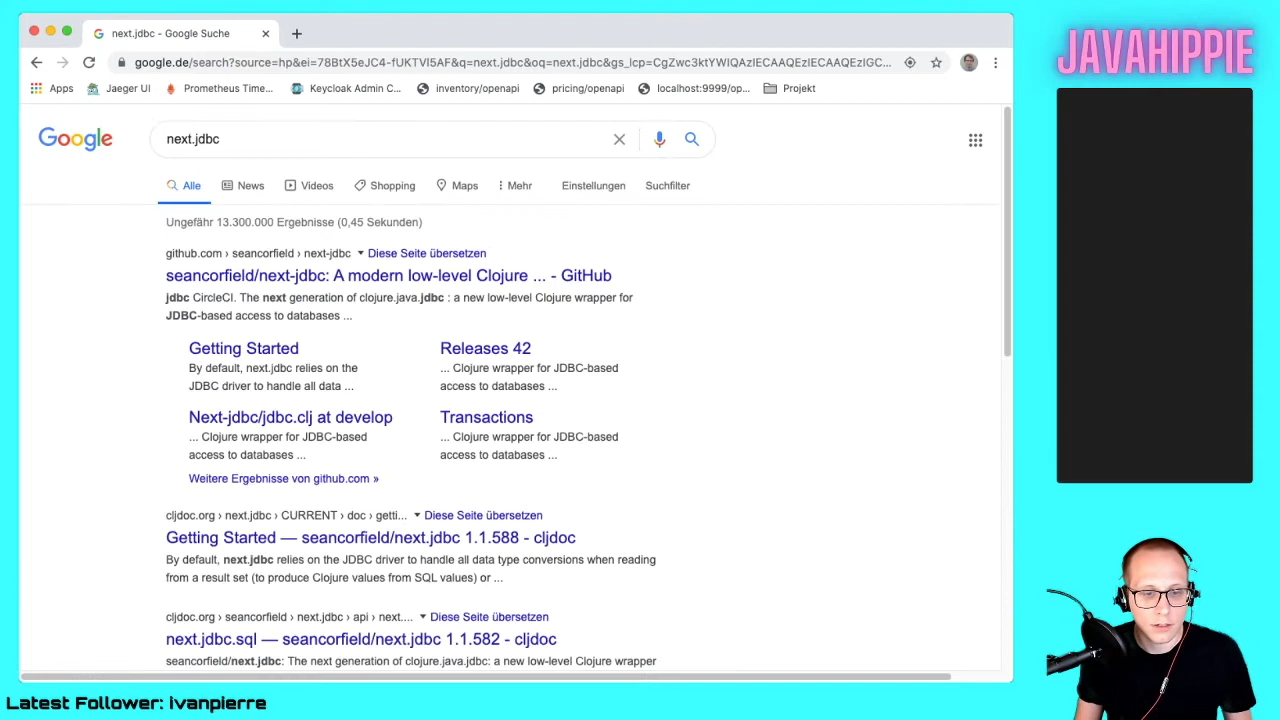 next.jdbc - Google Suche
JAVAHIPPIE
google.de/search?source=hp&ei=78BtX5eJC4-fUKTVl5AF&q=next.jdbc&oq=next.jdbc&gs_lcp=CgZwc3ktYWIQAzIECAAQEzIECAAQEzIECAAQEzIEC...
Apps
Jaeger UI
Prometheus Time...
Keycloak Admin C...
inventory/openapi
pricing/openapi
localhost:9999/op...
Projekt
Google
next.jdbc
Alle
News
Videos
Shopping
Maps
Mehr
Einstellungen
Suchfilter
Ungefähr 13.300.000 Ergebnisse (0,45 Sekunden)
github.com › seancorfield › next-jdbc Diese Seite übersetzen
seancorfield/next-jdbc: A modern low-level Clojure ... - GitHub
jdbc CircleCI. The next generation of clojure.java.jdbc : a new low-level Clojure wrapper for
JDBC-based access to databases ...
Getting Started
By default, next.jdbc relies on the
JDBC driver to handle all data ...
Releases 42
... Clojure wrapper for JDBC-based
access to databases ...
Next-jdbc/jdbc.clj at develop
... Clojure wrapper for JDBC-based
access to databases ...
Transactions
... Clojure wrapper for JDBC-based
access to databases ...
Weitere Ergebnisse von github.com »
cljdoc.org › next.jdbc › CURRENT › doc › getti... Diese Seite übersetzen
Getting Started — seancorfield/next.jdbc 1.1.588 - cljdoc
By default, next.jdbc relies on the JDBC driver to handle all data type conversions when reading
from a result set (to produce Clojure values from SQL values) or ...
cljdoc.org › seancorfield › next.jdbc › api › next.... Diese Seite übersetzen
next.jdbc.sql — seancorfield/next.jdbc 1.1.582 - cljdoc
seancorfield/next.jdbc: The next generation of clojure.java.jdbc: a new low-level Clojure wrapper
Latest Follower: ivanpierre